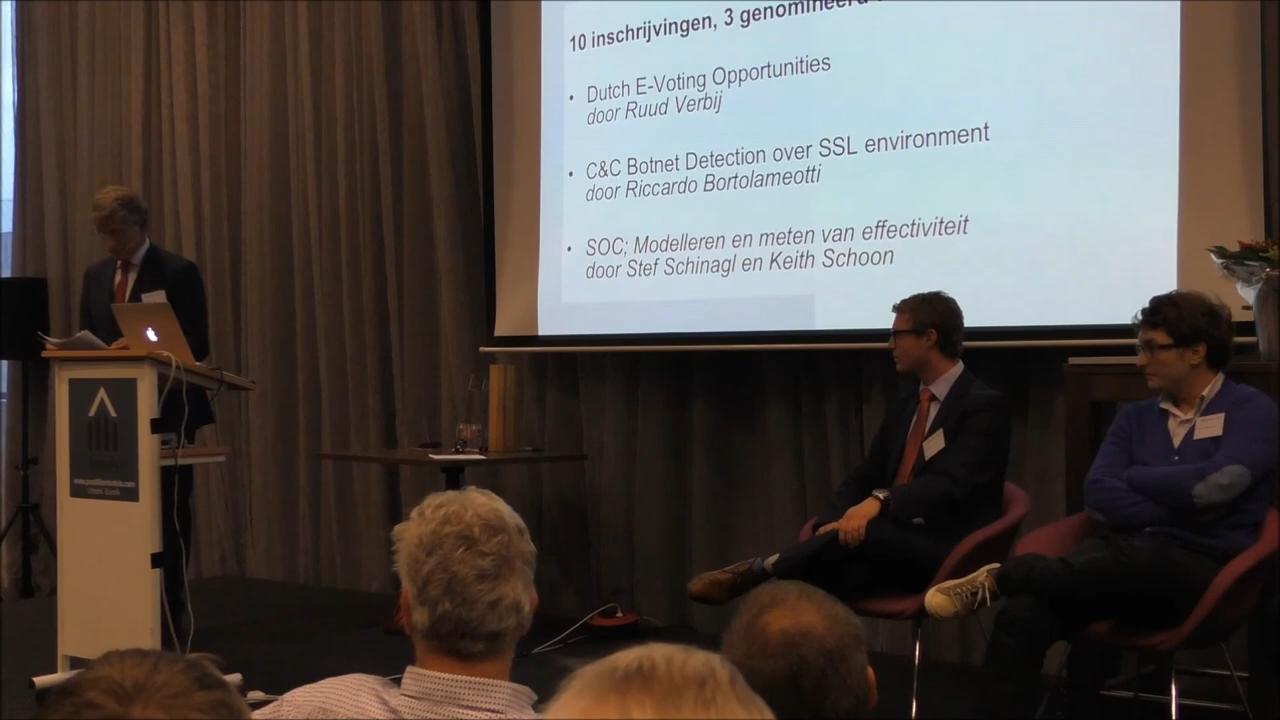 10 inschrijvingen, 3 genomineerd
• Dutch E-Voting Opportunities
door Ruud Verbij
• C&C Botnet Detection over SSL environment
door Riccardo Bortolameotti
• SOC; Modelleren en meten van effectiviteit
door Stef Schinagl en Keith Schoon